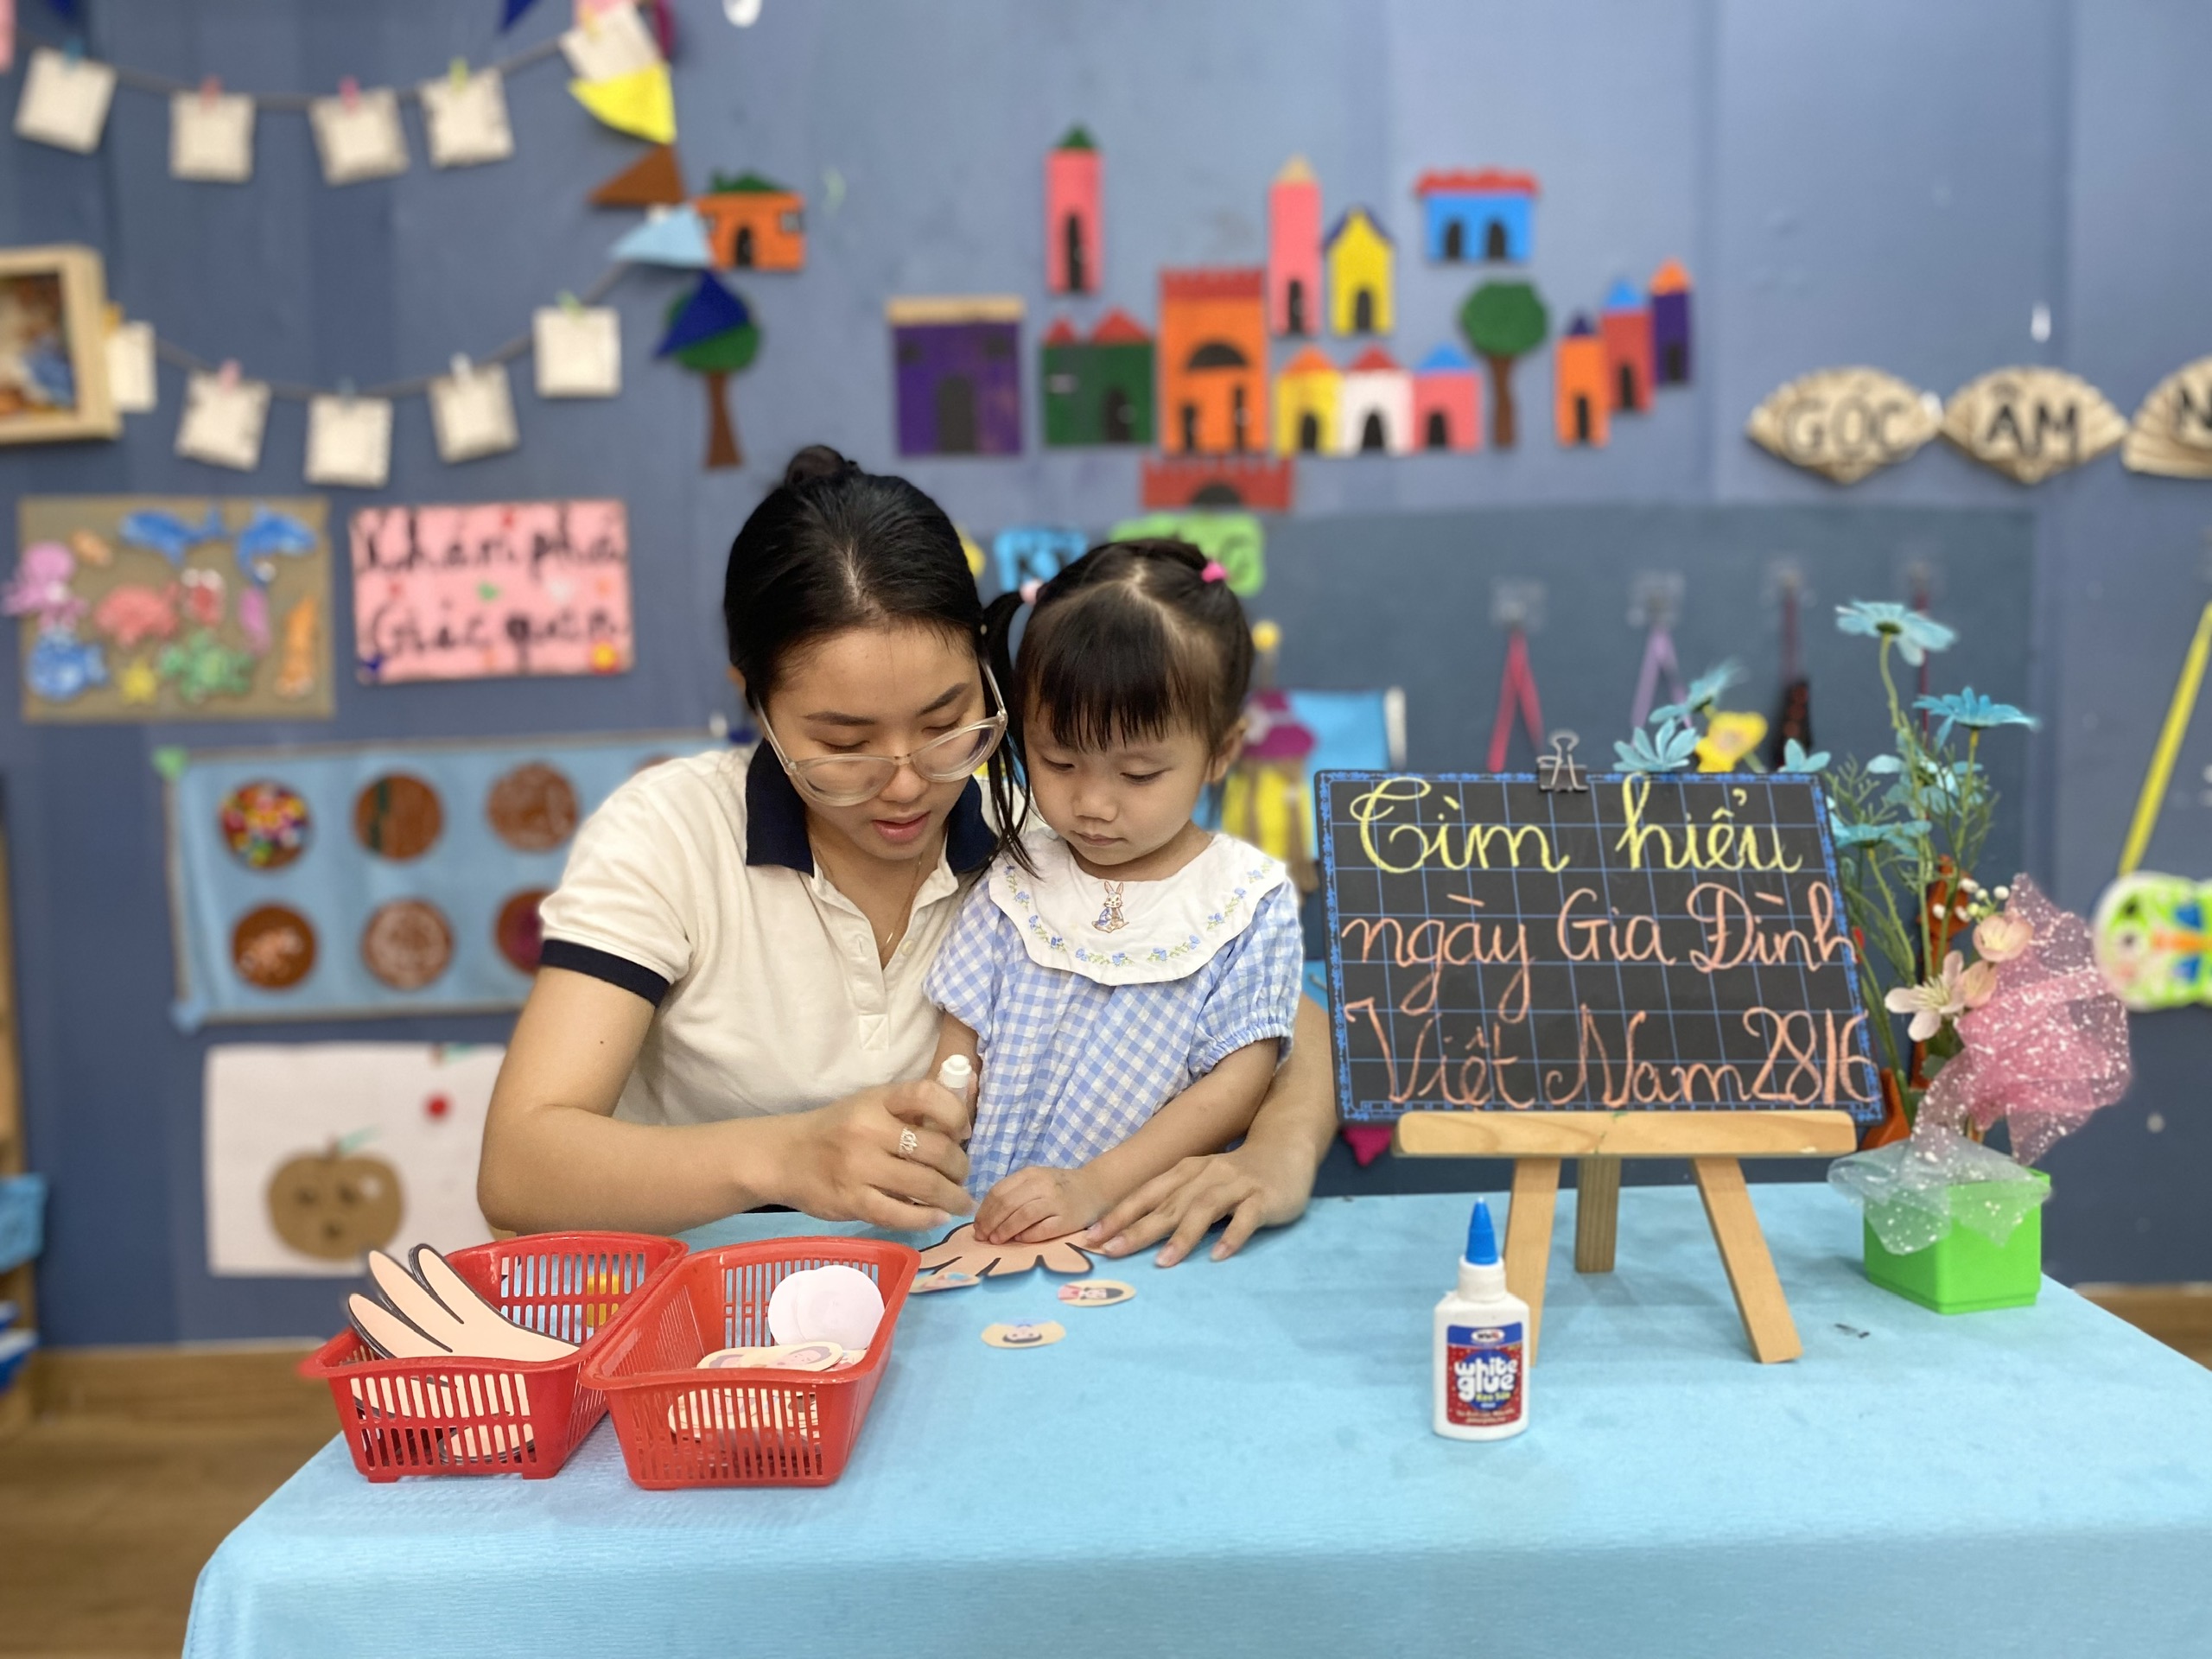 GÓC ÂM
Khám phá
Giác quan
Tìm hiểu
ngày Gia Đình
Việt Nam 28/6
white
glue